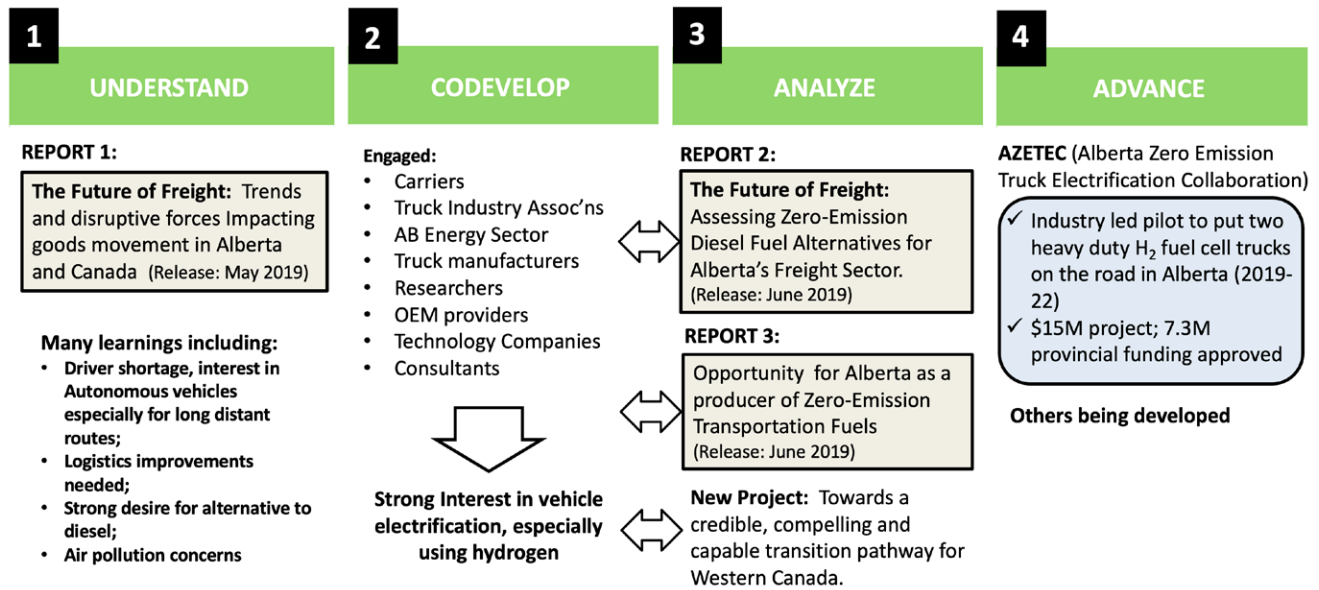 1
UNDERSTAND
REPORT 1:
The Future of Freight: Trends
and disruptive forces Impacting
goods movement in Alberta
and Canada (Release: May 2019)
Many learnings including:
• Driver shortage, interest in
Autonomous vehicles
especially for long distant
routes;
• Logistics improvements
needed;
• Strong desire for alternative to
diesel;
• Air pollution concerns
2
CODEVELOP
Engaged:
• Carriers
• Truck Industry Assoc'ns
• AB Energy Sector
• Truck manufacturers
• Researchers
• OEM providers
• Technology Companies
• Consultants
Strong Interest in vehicle
electrification, especially
using hydrogen
3
ANALYZE
REPORT 2:
The Future of Freight:
Assessing Zero-Emission
Diesel Fuel Alternatives for
Alberta's Freight Sector.
(Release: June 2019)
REPORT 3:
Opportunity for Alberta as a
producer of Zero-Emission
Transportation Fuels
(Release: June 2019)
New Project: Towards a
credible, compelling and
capable transition pathway for
Western Canada.
4
ADVANCE
AZETEC (Alberta Zero Emission
Truck Electrification Collaboration)
✓ Industry led pilot to put two
heavy duty H₂ fuel cell trucks
on the road in Alberta (2019-
22)
✓ $15M project; 7.3M
provincial funding approved
Others being developed